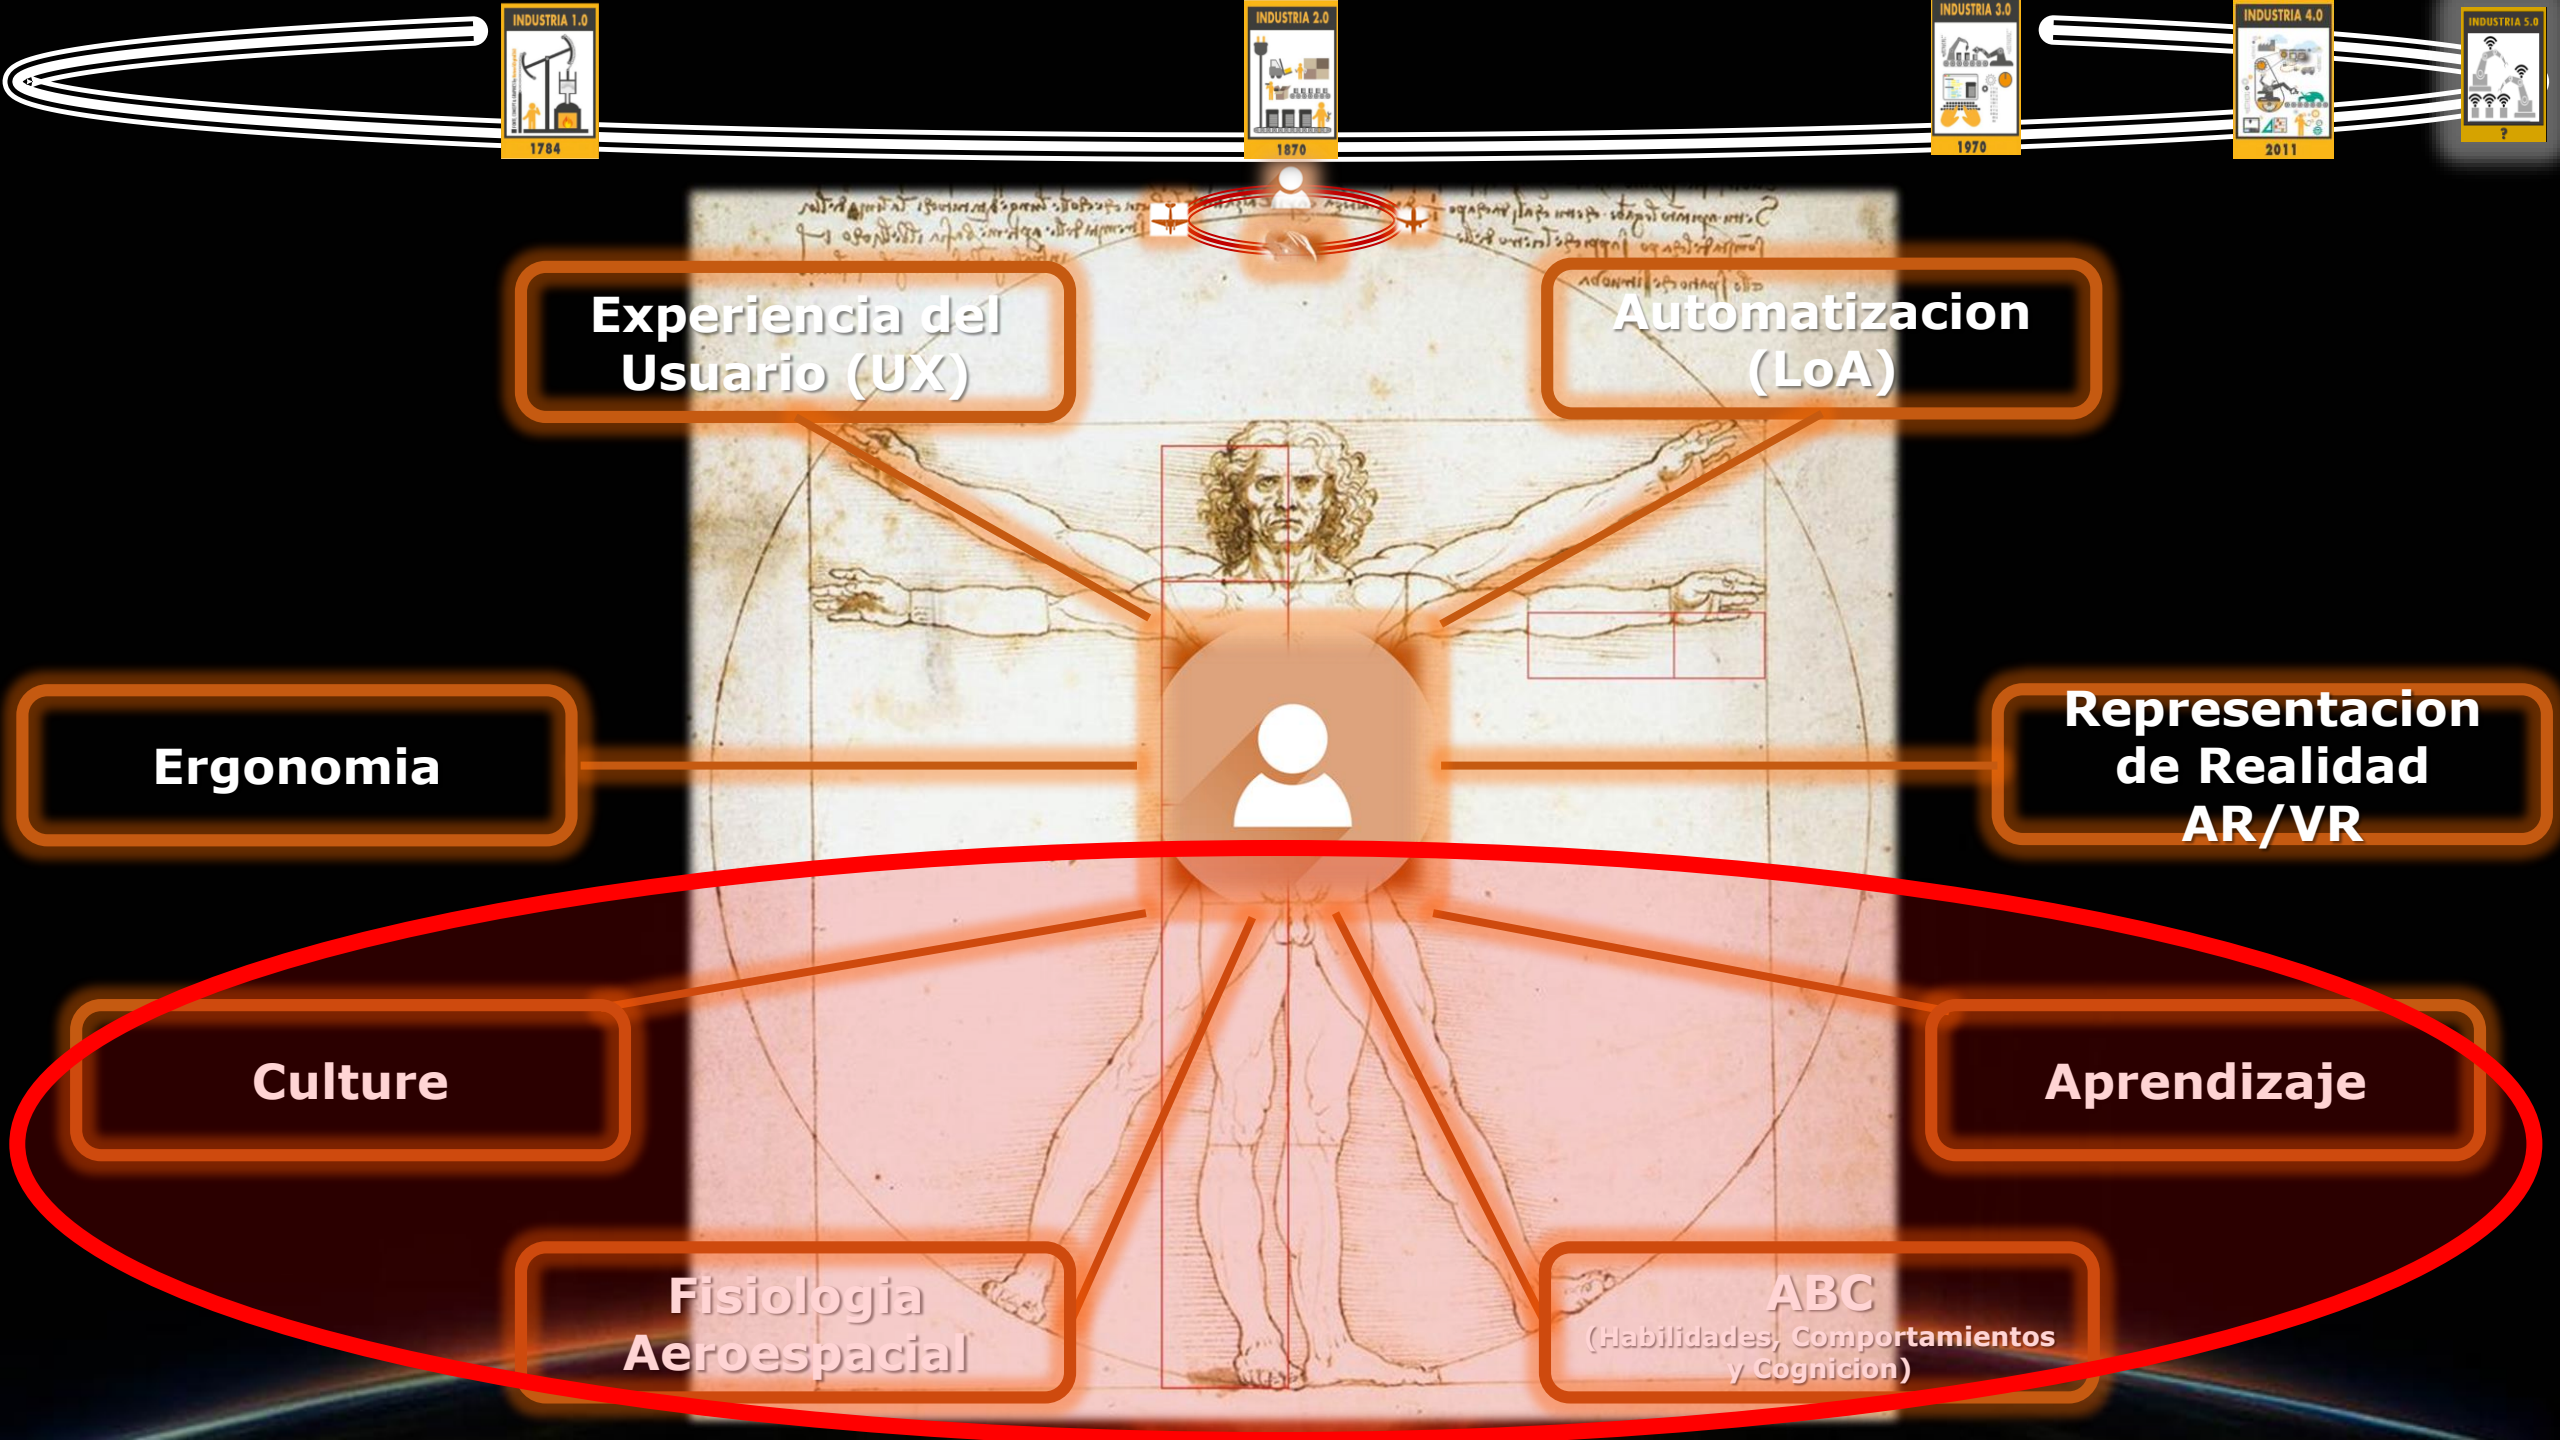 INDUSTRIA 1.0
1784
INDUSTRIA 2.0
1870
INDUSTRIA 3.0
1970
INDUSTRIA 4.0
2011
INDUSTRIA 5.0
?
Experiencia del
Usuario (UX)
Automatizacion
(LoA)
Ergonomia
Representacion
de Realidad
AR/VR
Culture
Aprendizaje
Fisiologia
Aeroespacial
ABC
(Habilidades, Comportamientos
y Cognicion)